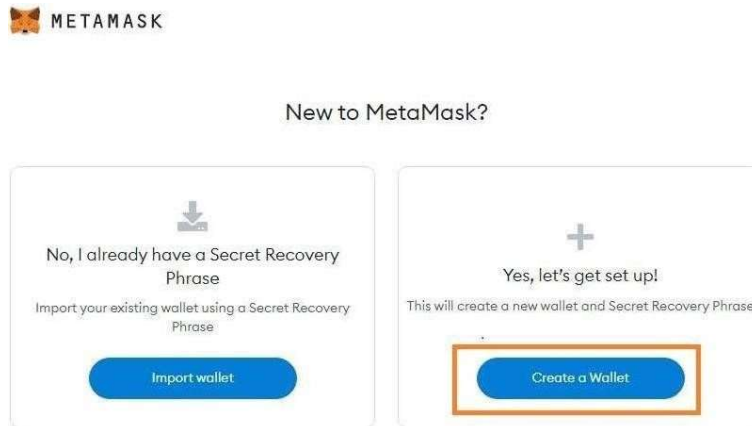 METAMASK
New to MetaMask?
No, I already have a Secret Recovery
Phrase
Import your existing wallet using a Secret Recovery
Phrase
Import wallet
Yes, let's get set up!
This will create a new wallet and Secret Recovery Phrase
Create a Wallet